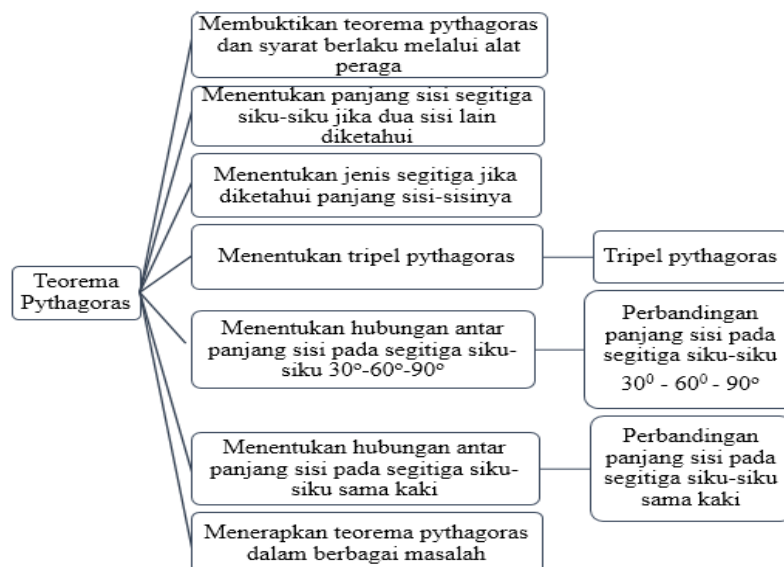 Teorema
Pythagoras
Membuktikan teorema pythagoras
dan syarat berlaku melalui alat
peraga
Menentukan panjang sisi segitiga
siku-siku jika dua sisi lain
diketahui
Menentukan jenis segitiga jika
diketahui panjang sisi-sisinya
Menentukan tripel pythagoras
Tripel pythagoras
Menentukan hubungan antar
panjang sisi pada segitiga siku-
siku 30°-60°-90°
Perbandingan
panjang sisi pada
segitiga siku-siku
30⁰ - 60⁰ - 90°
Menentukan hubungan antar
panjang sisi pada segitiga siku-
siku sama kaki
Perbandingan
panjang sisi pada
segitiga siku-siku
sama kaki
Menerapkan teorema pythagoras
dalam berbagai masalah